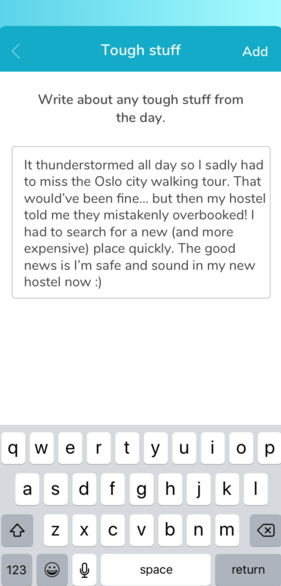 Tough stuff
Add
Write about any tough stuff from
the day.
It thunderstormed all day so I sadly had
to miss the Oslo city walking tour. That
would've been fine... but then my hostel
told me they mistakenly overbooked! I
had to search for a new (and more
expensive) place quickly. The good
news is I'm safe and sound in my new
hostel now :)
q w e r t y u i o p
a s d f g h j k l
z x c v b n m
123 space return